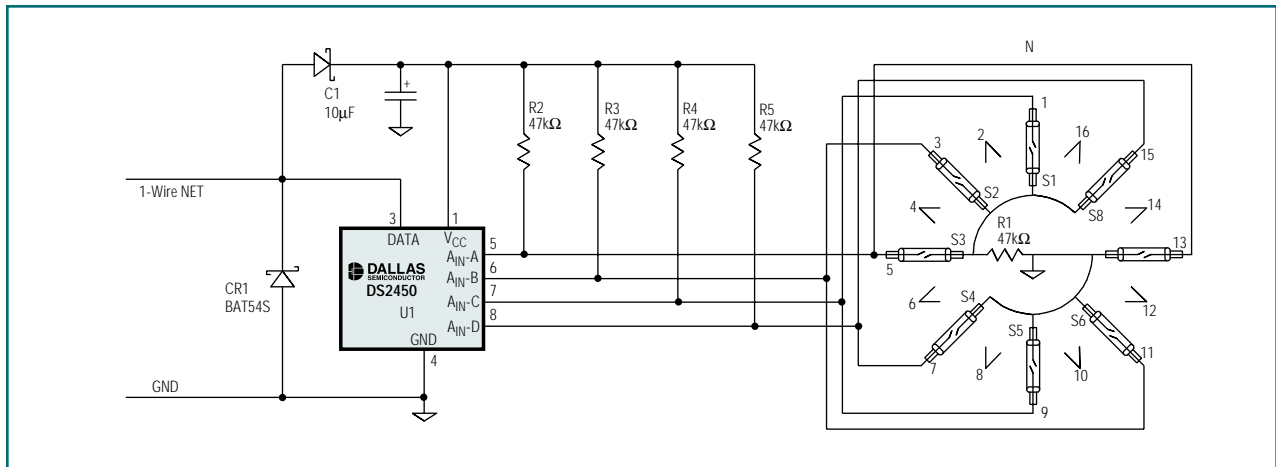 N
C1
10µF
R2
47kΩ
R3
47kΩ
R4
47kΩ
R5
47kΩ
1
2
16
3
15
S1
S2
S8
1-Wire NET
4
14
R1
47kΩ
3
1
DATA
VCC
5
AIN-A
S3
13
5
DALLAS
SEMICONDUCTOR
DS2450
U1
6
AIN-B
7
AIN-C
8
AIN-D
GND
4
CR1
BAT54S
6
12
S4
S5
S6
7
8
10
11
9
GND